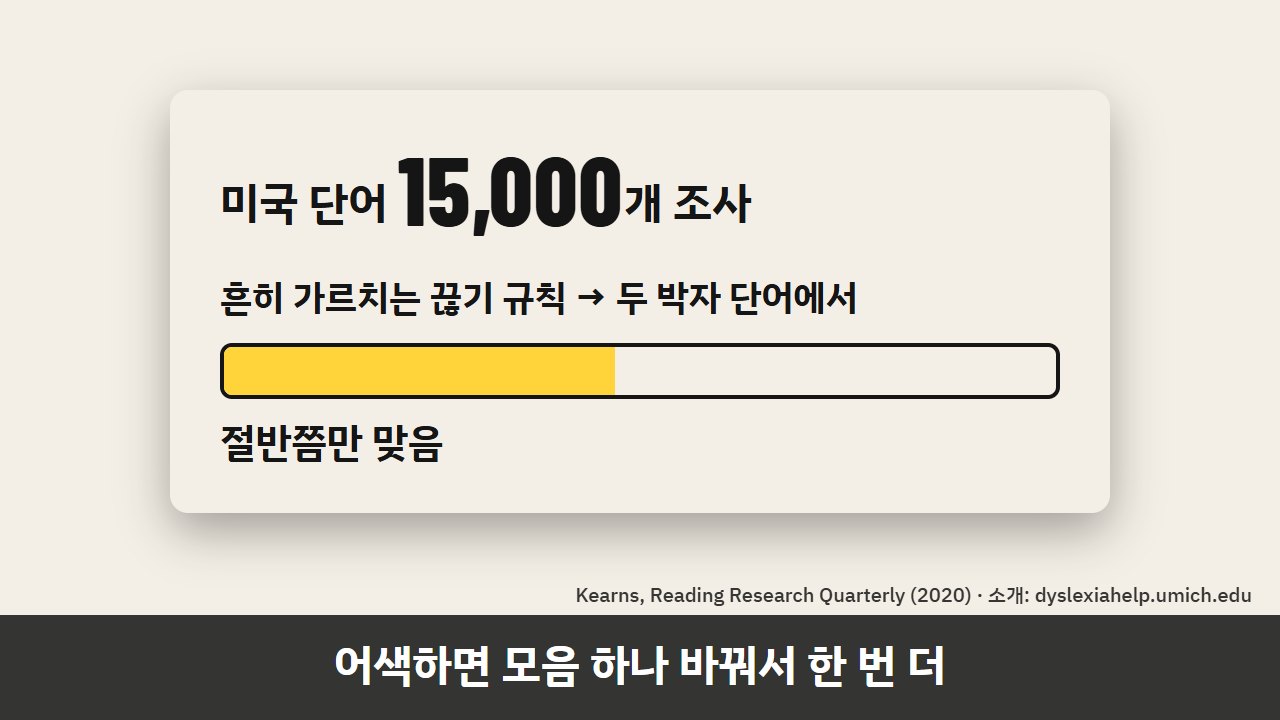 미국 단어 15,000개 조사
흔히 가르치는 끊기 규칙 → 두 박자 단어에서
절반쯤만 맞음
Kearns, Reading Research Quarterly (2020) · 소개: dyslexiahelp.umich.edu
어색하면 모음 하나 바꿔서 한 번 더